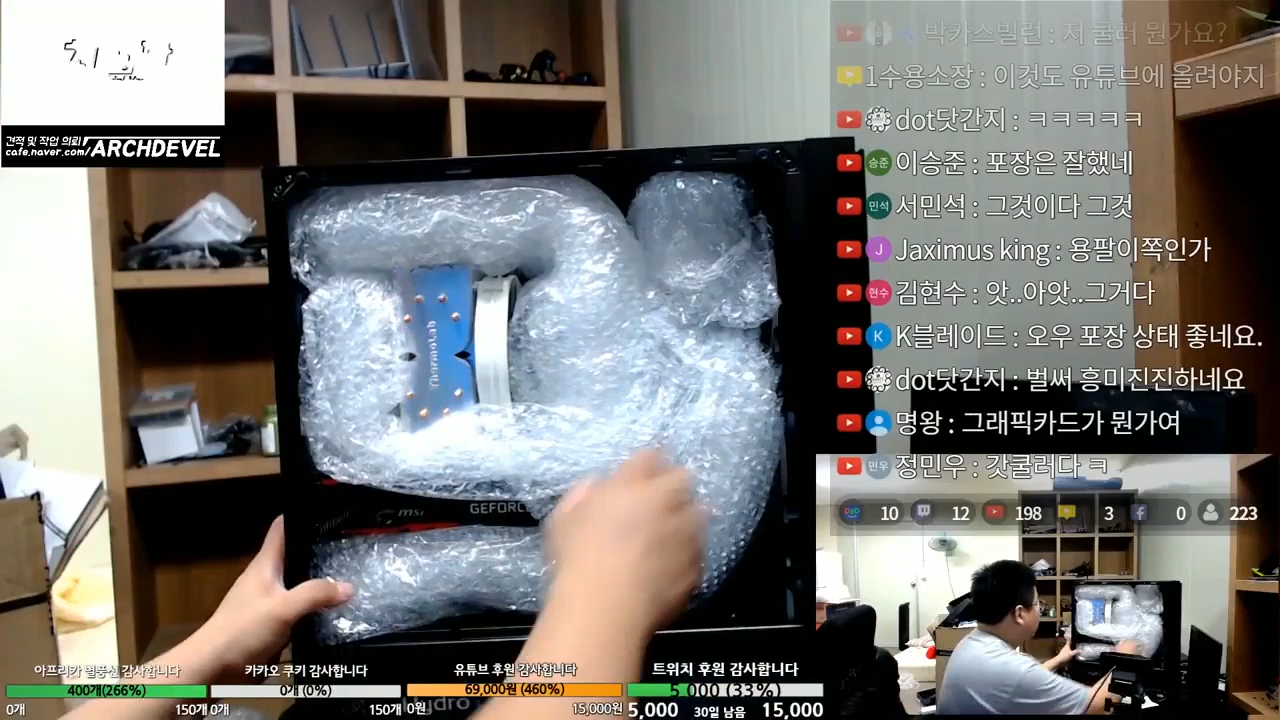 견적 및 작업 의뢰
cafe.naver.com/ARCHDEVEL
박카스빌런 : 저 쿨러 뭔가요?
1수용소장 : 이것도 유튜브에 올려야지
dot닷간지 : ㅋㅋㅋㅋㅋ
승준 이승준 : 포장은 잘했네
민석 서민석 : 그것이다 그것
J Jaximus king : 용팔이쪽인가
현수 김현수 : 앗..아앗..그거다
K K블레이드 : 오우 포장 상태 좋네요.
dot닷간지 : 벌써 흥미진진하네요
명왕 : 그래픽카드가 뭔가여
민우 정민우 : 갓쿨러다 ㅋ
10 12 198 3 0 223
ThermoLab
msi GEFORCE
아프리카 별풍선 감사합니다
400개(266%)
0개 150개
카카오 쿠키 감사합니다
0개 (0%)
0개 150개
유튜브 후원 감사합니다
69,000원 (460%)
0원 15,000원
트위치 후원 감사합니다
5,000 (33%)
5,000 30일 남음 15,000